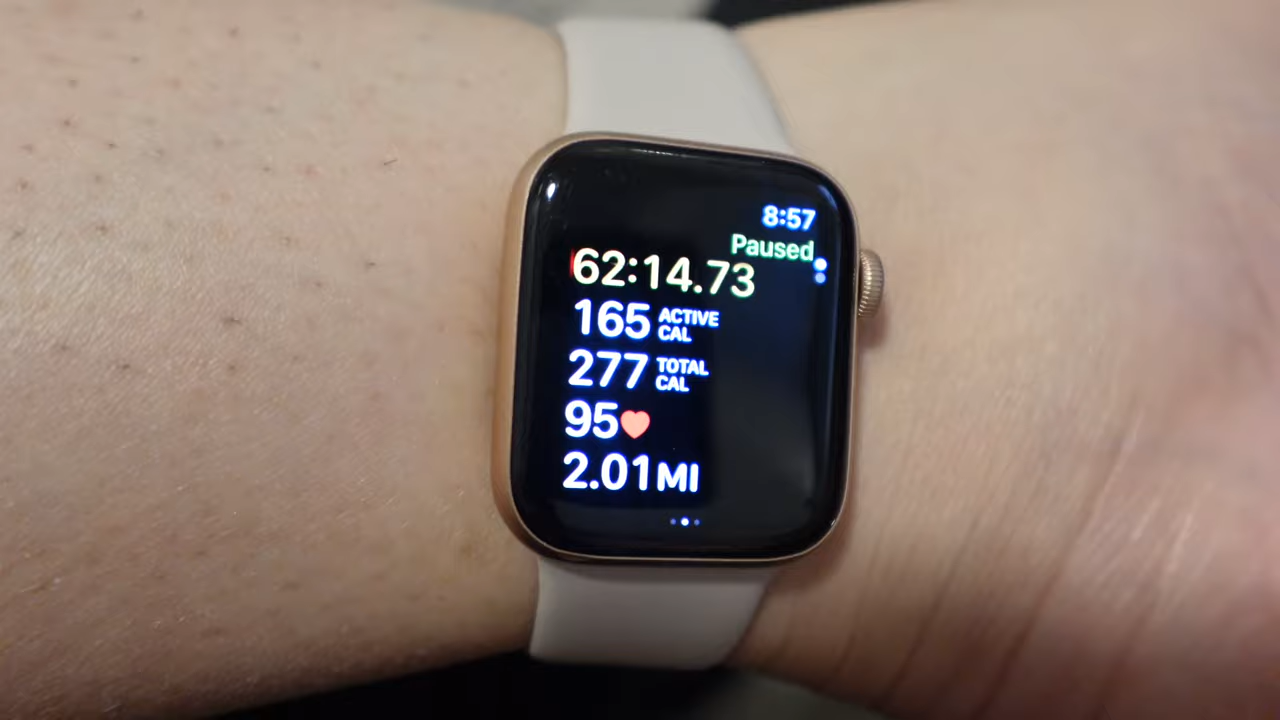 8:57
Paused
62:14.73
165 ACTIVE CAL
277 TOTAL CAL
95
2.01MI